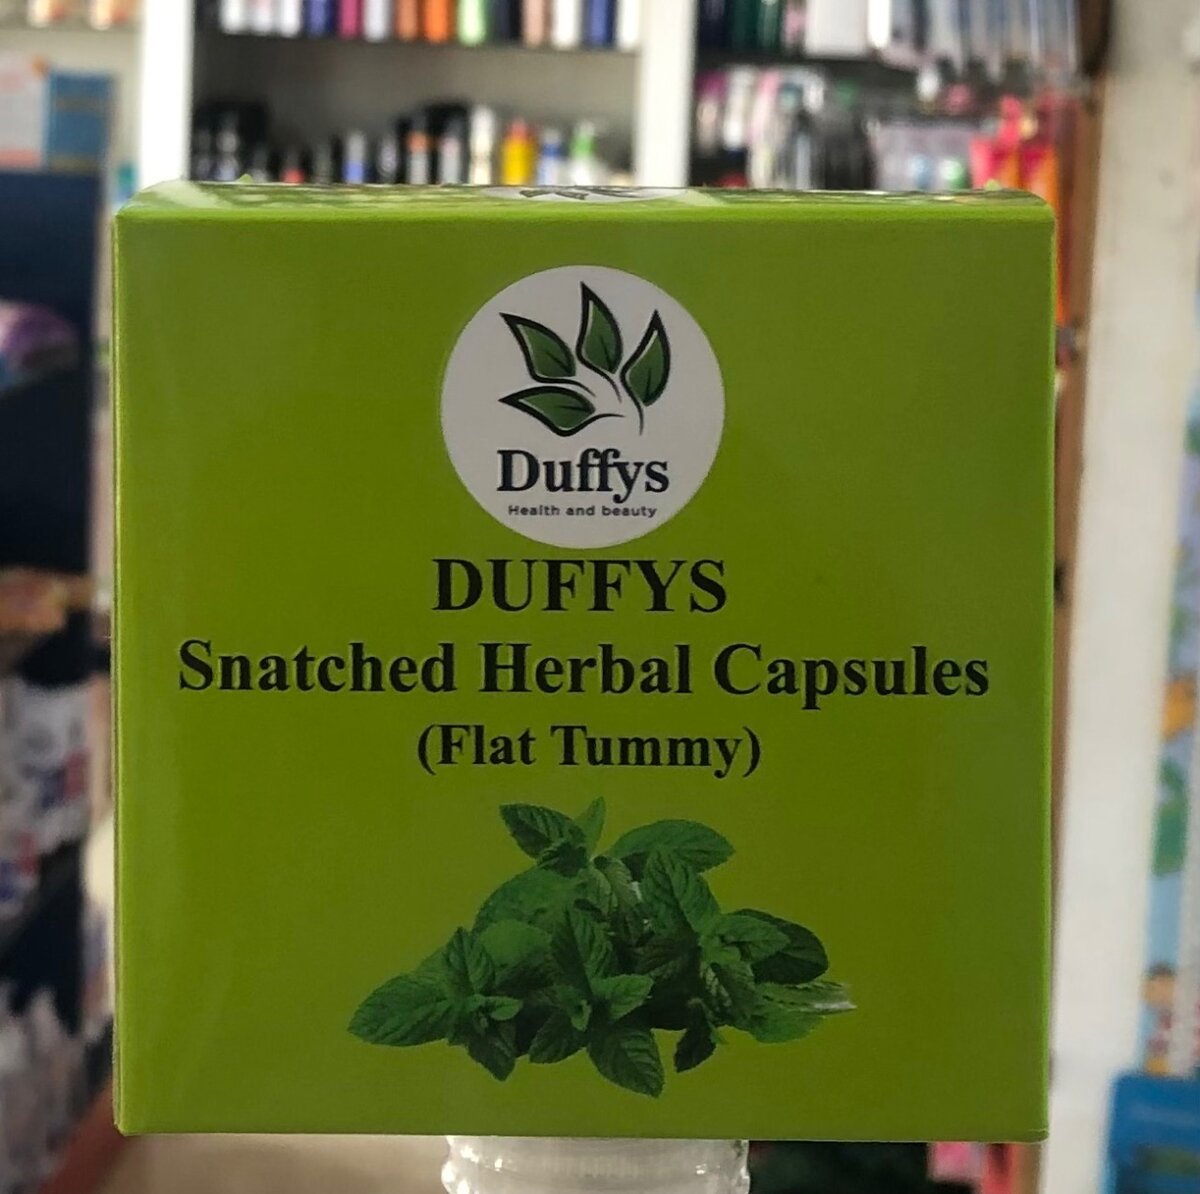 Duffys
Health and beauty
DUFFYS
Snatched Herbal Capsules
(Flat Tummy)